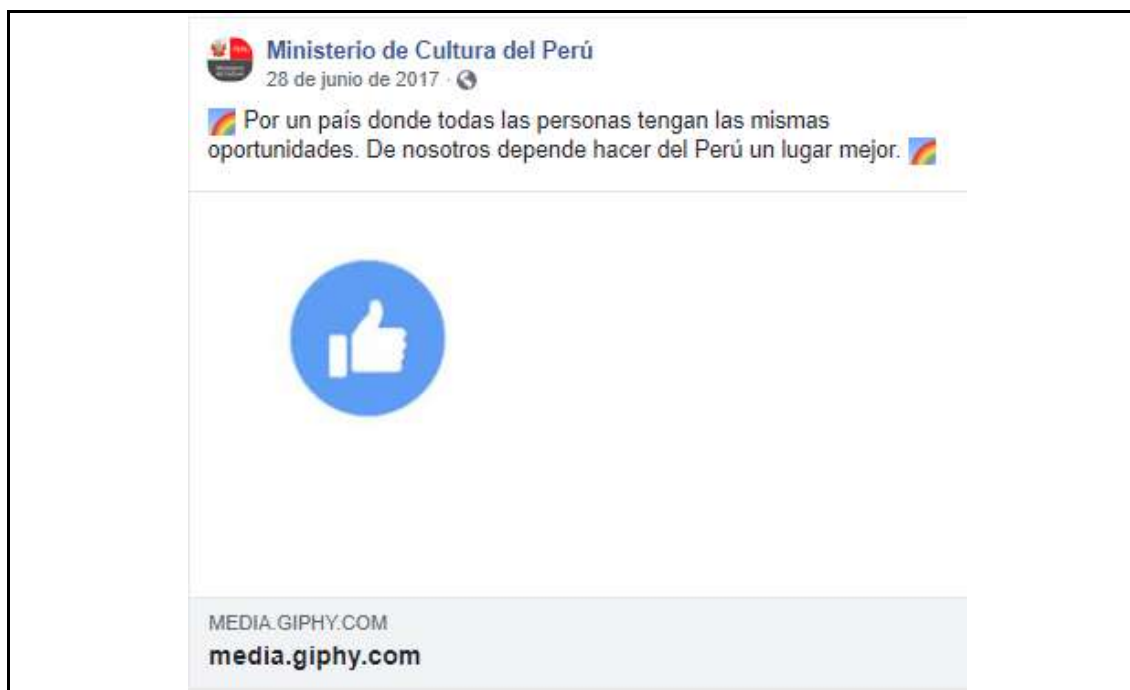 Ministerio de Cultura del Perú
28 de junio de 2017 ·
🌈 Por un país donde todas las personas tengan las mismas
oportunidades. De nosotros depende hacer del Perú un lugar mejor. 🌈
MEDIA.GIPHY.COM
media.giphy.com